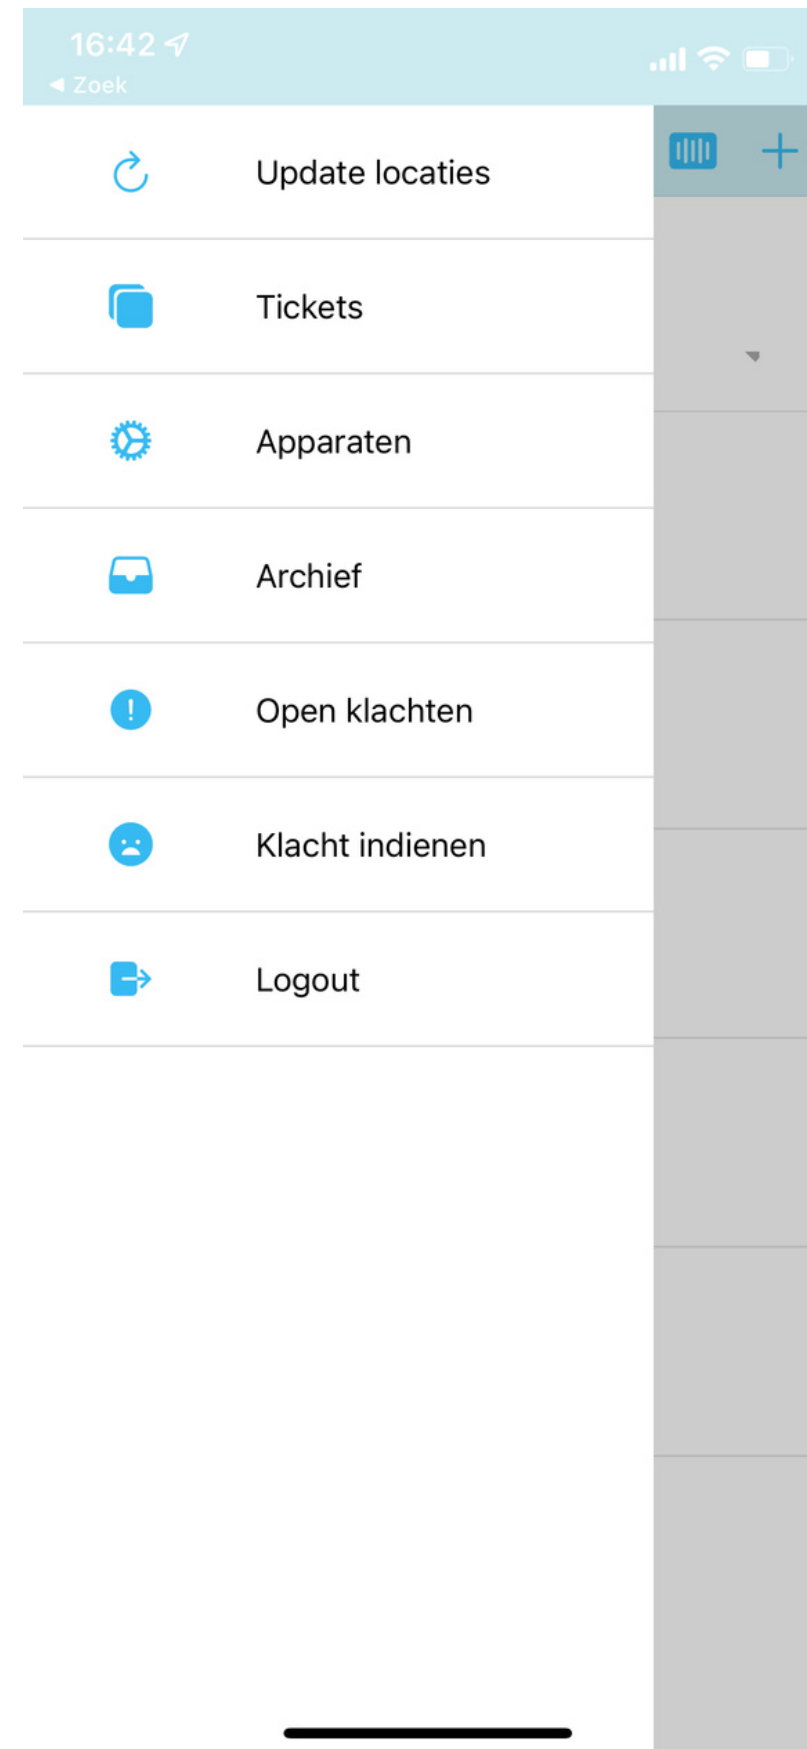 16:42
◀ Zoek
Update locaties
Tickets
Apparaten
Archief
Open klachten
Klacht indienen
Logout